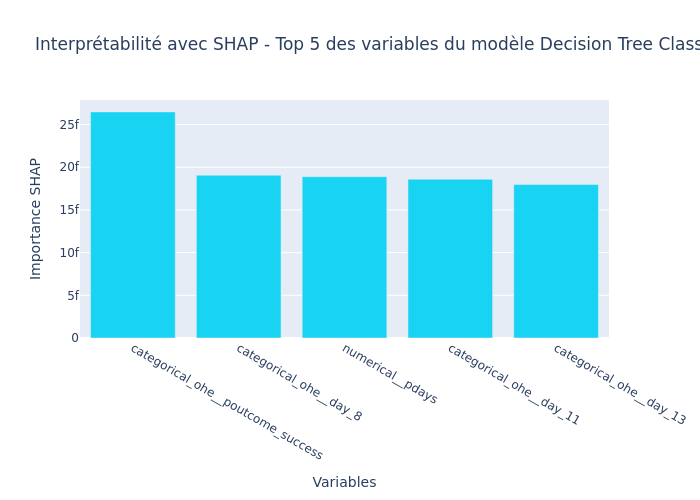 Interprétabilité avec SHAP - Top 5 des variables du modèle Decision Tree Class
Importance SHAP
25f
20f
15f
10f
5f
0
categorical_ohe__poutcome_success
categorical_ohe__day_8
numerical__pdays
categorical_ohe__day_11
categorical_ohe__day_13
Variables